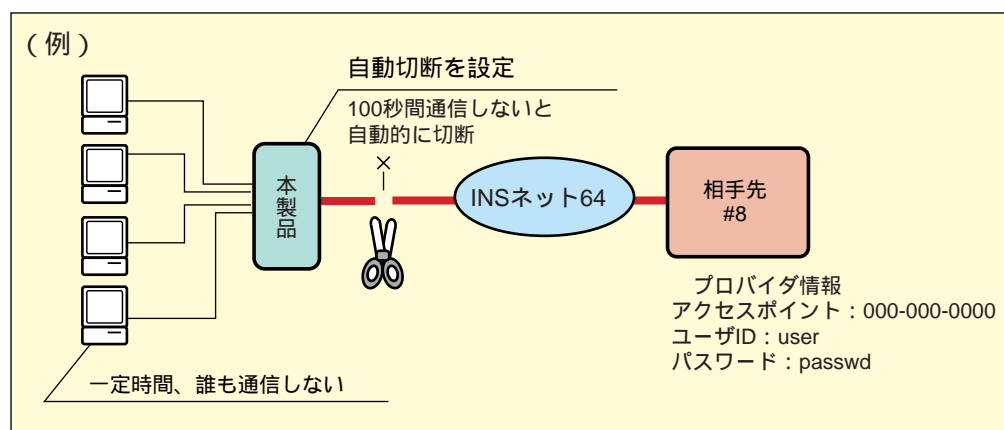 （例）
自動切断を設定
100秒間通信しないと
自動的に切断
×
本製品
INSネット64
相手先
#8
プロバイダ情報
アクセスポイント：000-000-0000
ユーザID：user
パスワード：passwd
一定時間、誰も通信しない